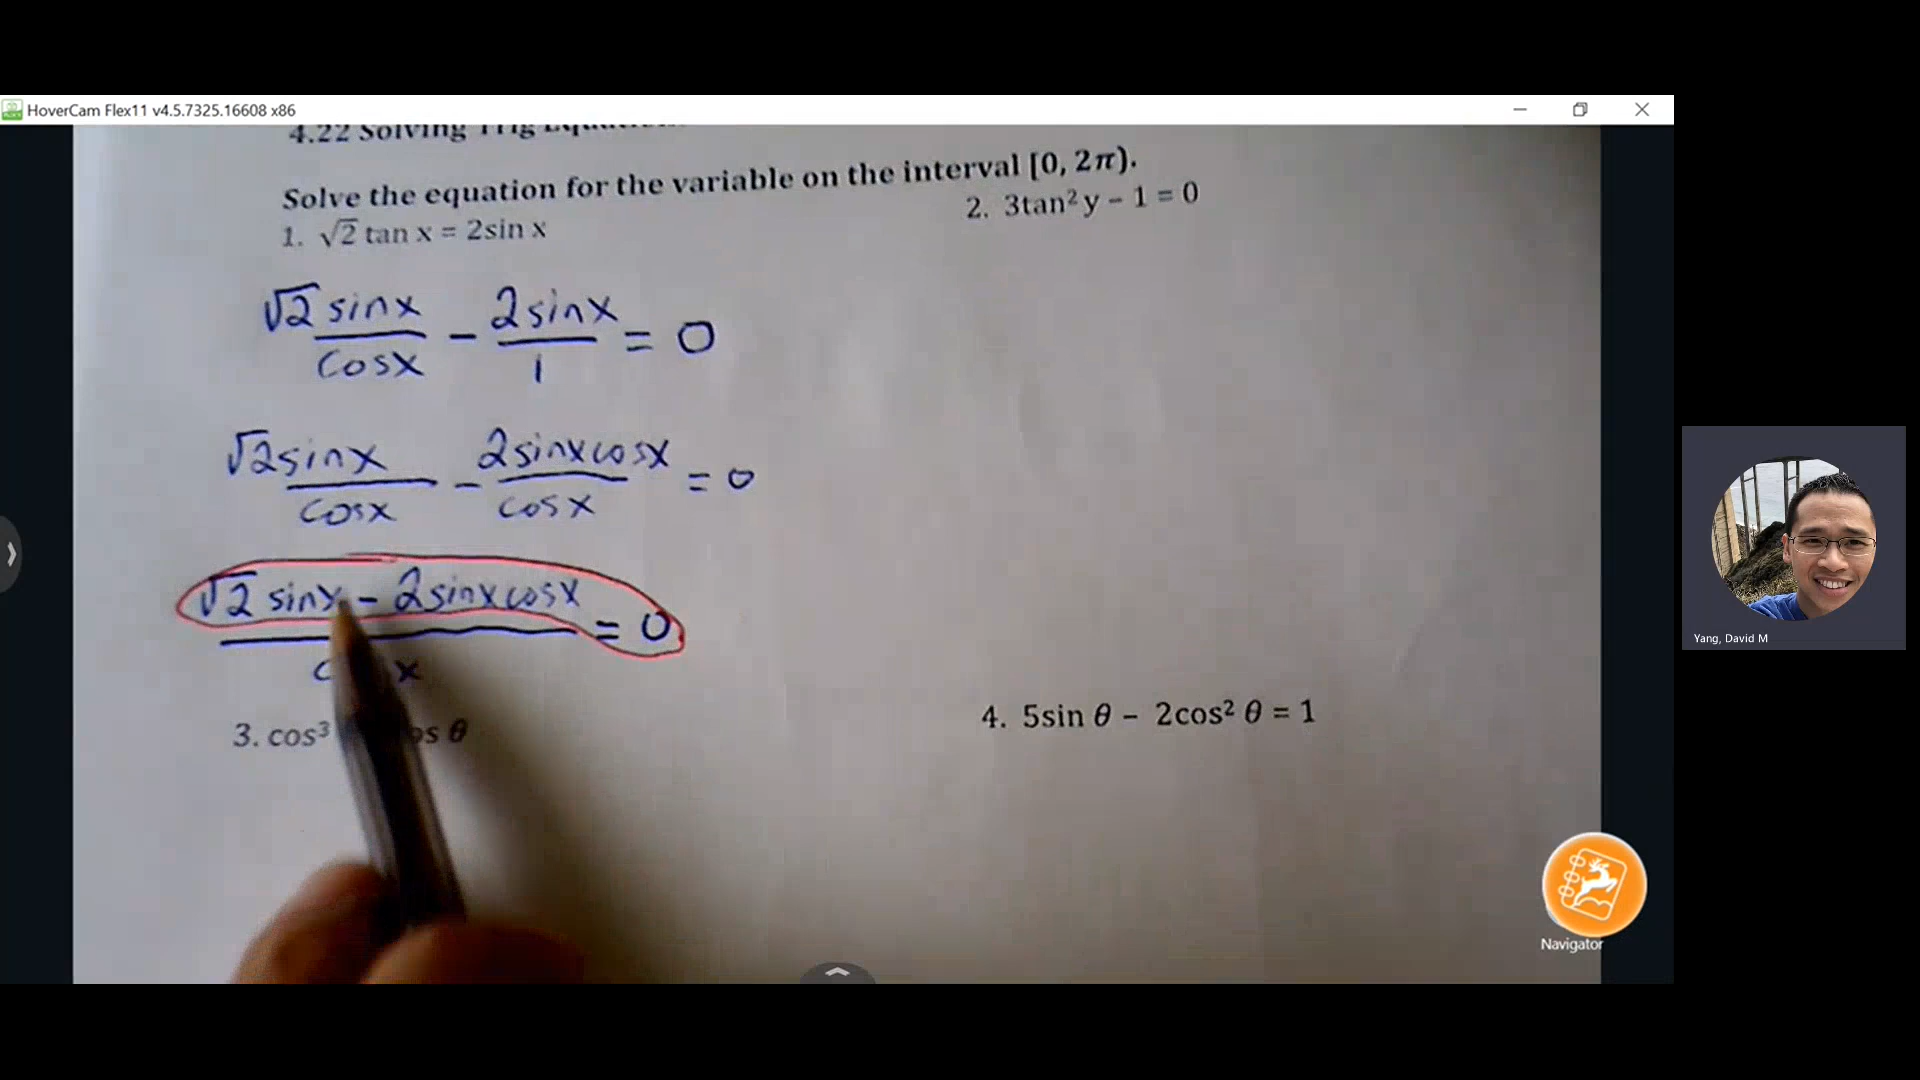 HoverCam Flex11 v4.5.7325.16608 x86
4.22 Solving Trig
Solve the equation for the variable on the interval [0, 2π).
1. √2 tan x = 2sin x
2. 3tan² y − 1 = 0
√2 sinx/cosx − 2sinx/1 = 0
√2sinx/cosx − 2sinxcosx/cosx = 0
√2 sinx − 2sinxcosx = 0
3. cos³ θ
4. 5sin θ − 2cos² θ = 1
Yang, David M
Navigator